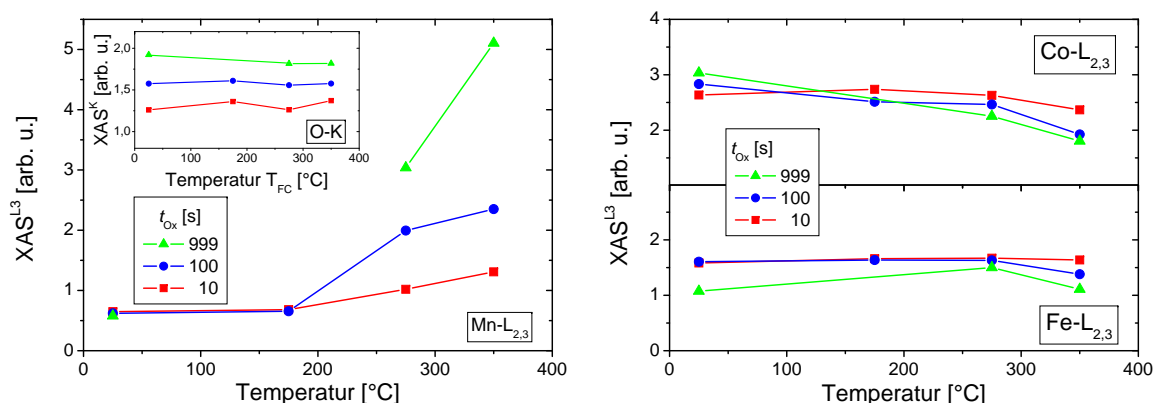 XAS^L3 [arb. u.]
5
4
3
2
1
0
XAS^K [arb. u.]
2,0
1,5
1,0
O-K
0 100 200 300 400
Temperatur T_FC [°C]
t_Ox [s]
999
100
10
Mn-L_2,3
0 100 200 300 400
Temperatur [°C]
XAS^L3 [arb. u.]
4
3
2
Co-L_2,3
t_Ox [s]
999
100
10
2
1
0
Fe-L_2,3
0 100 200 300 400
Temperatur [°C]